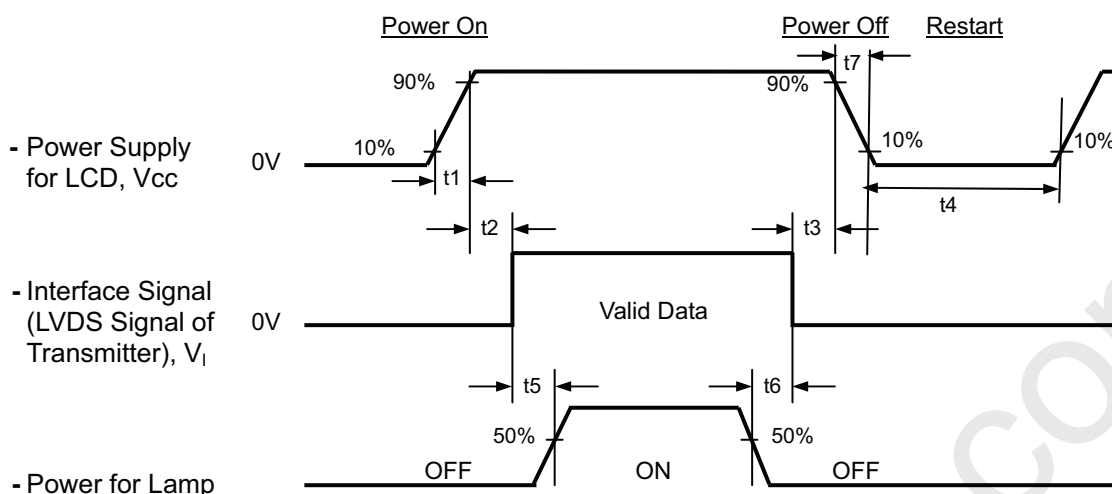 Power On
Power Off
Restart
t7
90%
90%
- Power Supply
for LCD, Vcc
0V
10%
10%
10%
t1
t4
t2
t3
- Interface Signal
(LVDS Signal of
Transmitter), VI
0V
Valid Data
t5
t6
50%
50%
- Power for Lamp
OFF
ON
OFF
com